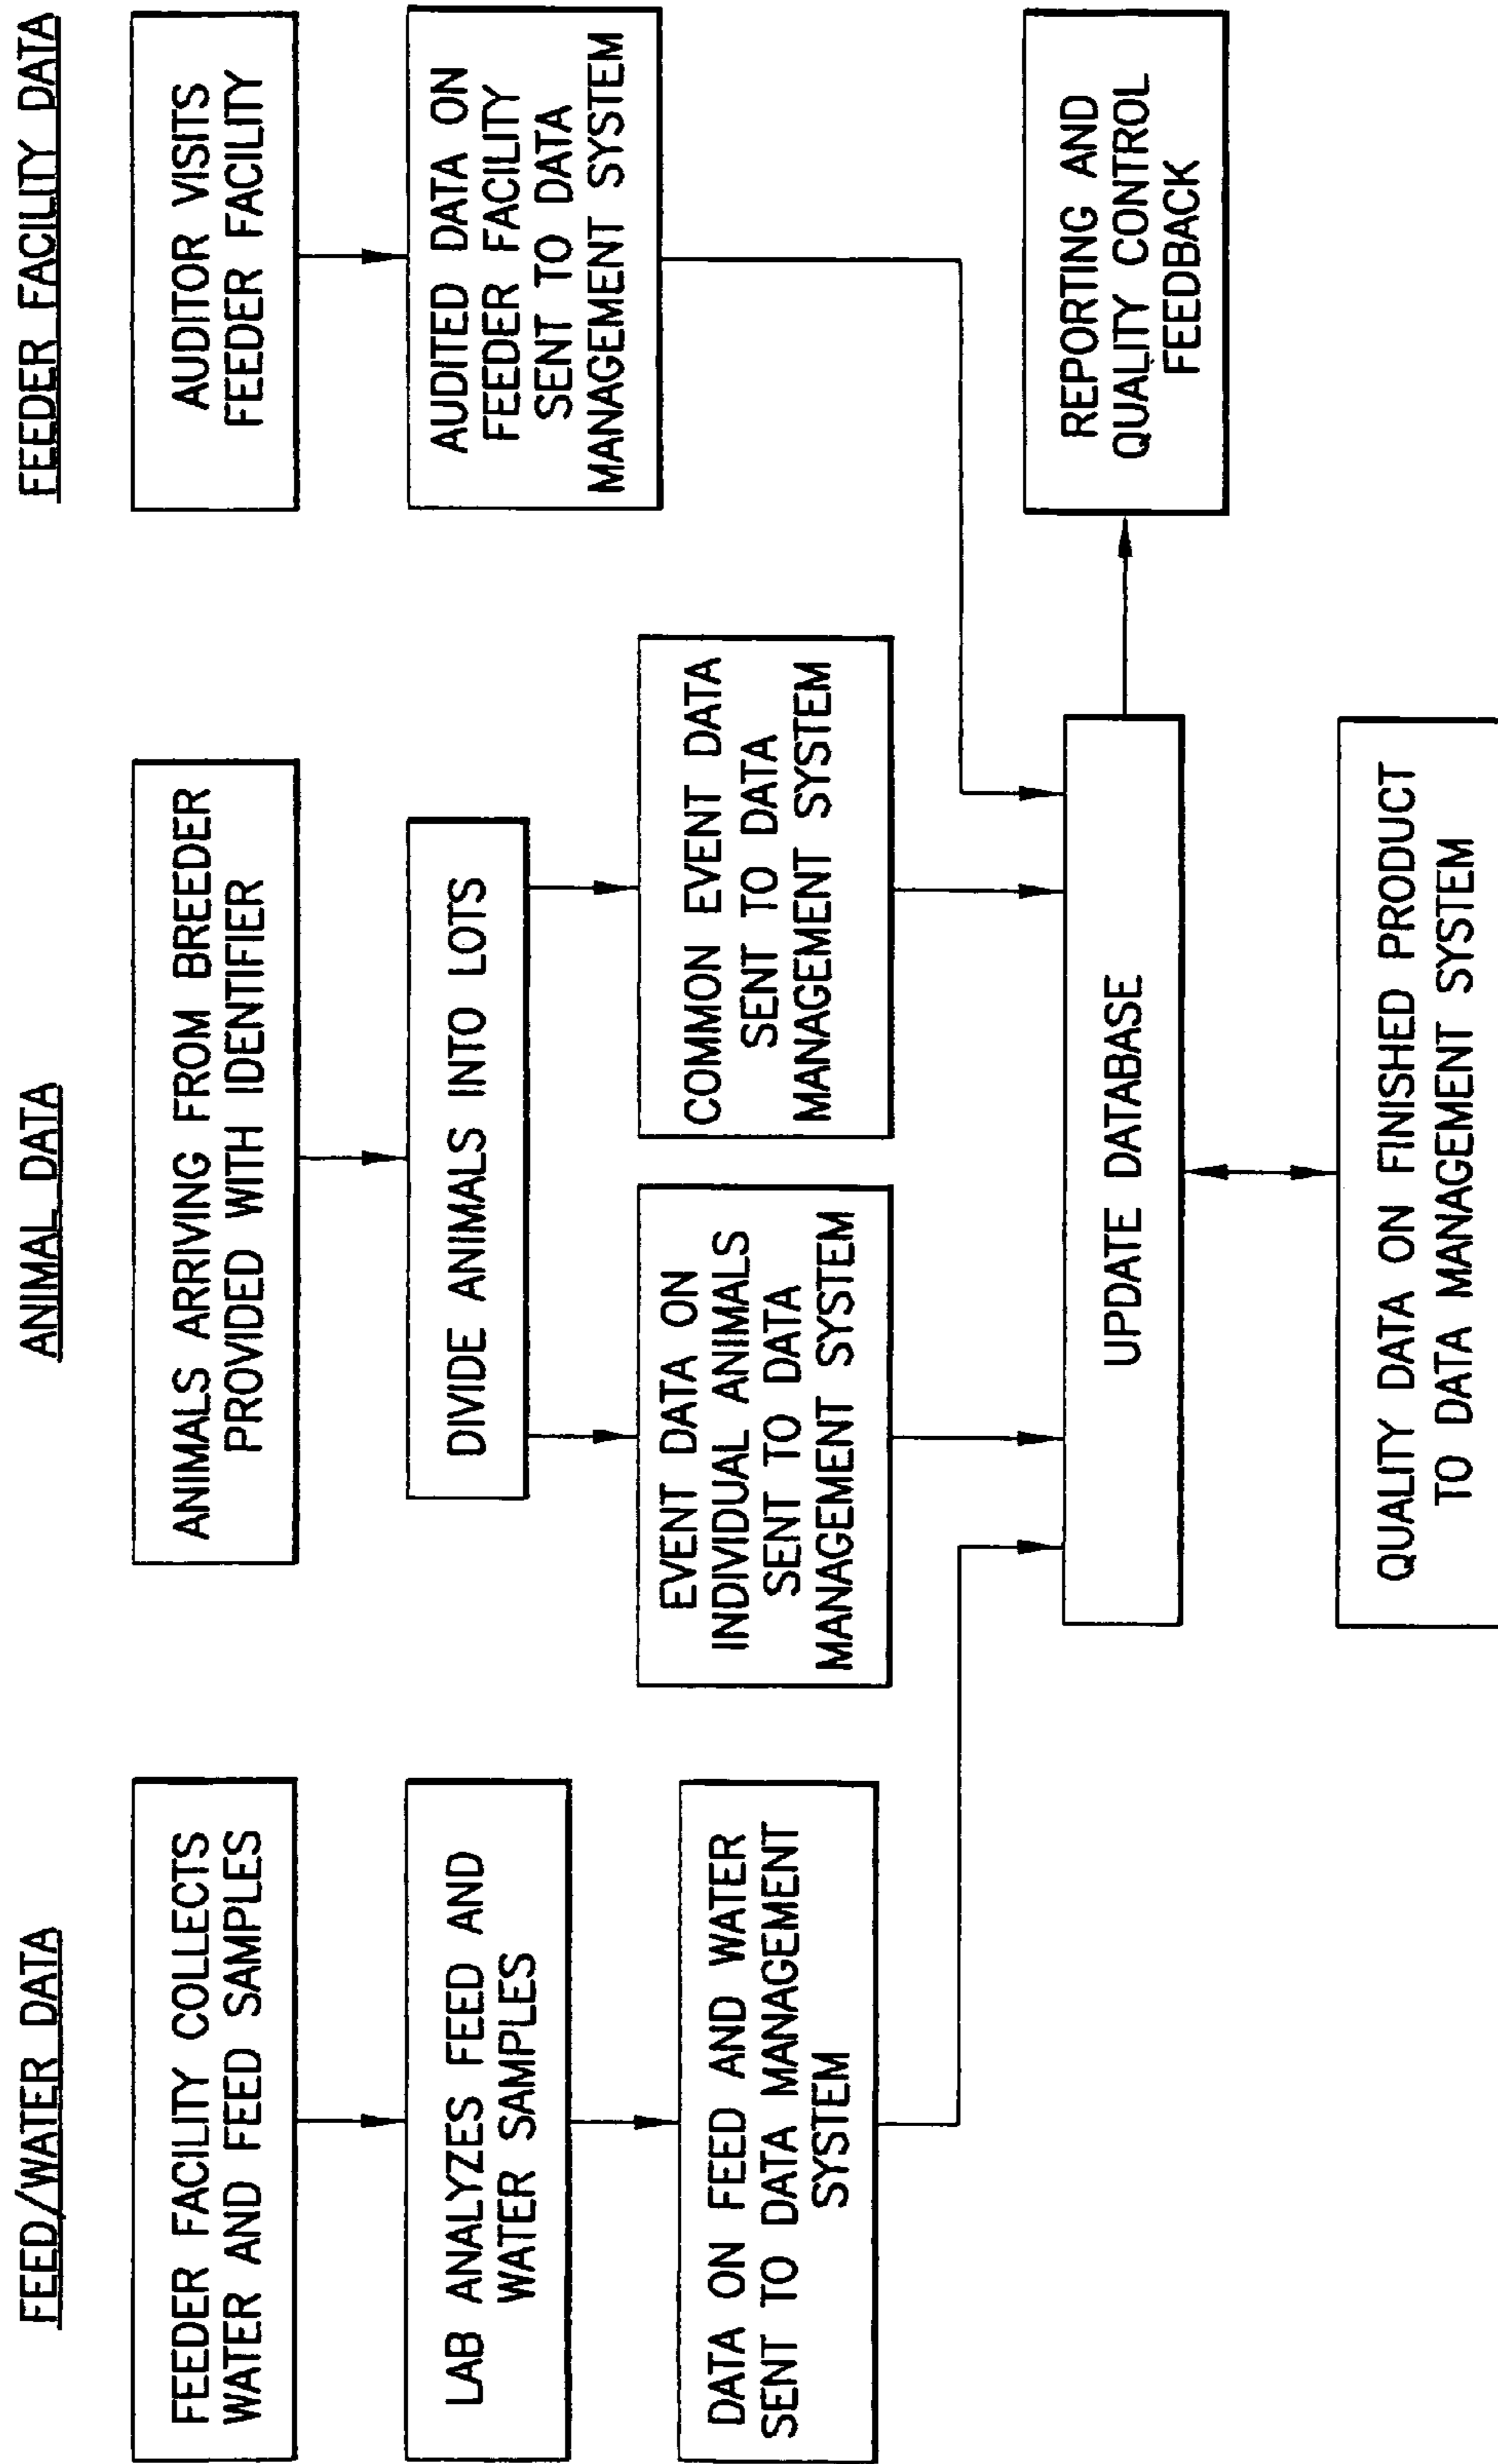 FEED/WATER DATA
FEEDER FACILITY COLLECTS
WATER AND FEED SAMPLES
LAB ANALYZES FEED AND
WATER SAMPLES
DATA ON FEED AND WATER
SENT TO DATA MANAGEMENT
SYSTEM
ANIMAL DATA
ANIMALS ARRIVING FROM BREEDER
PROVIDED WITH IDENTIFIER
DIVIDE ANIMALS INTO LOTS
EVENT DATA ON
INDIVIDUAL ANIMALS
SENT TO DATA
MANAGEMENT SYSTEM
COMMON EVENT DATA
SENT TO DATA
MANAGEMENT SYSTEM
FEEDER FACILITY DATA
AUDITOR VISITS
FEEDER FACILITY
AUDITED DATA ON
FEEDER FACILITY
SENT TO DATA
MANAGEMENT SYSTEM
UPDATE DATABASE
REPORTING AND
QUALITY CONTROL
FEEDBACK
QUALITY DATA ON FINISHED PRODUCT
TO DATA MANAGEMENT SYSTEM